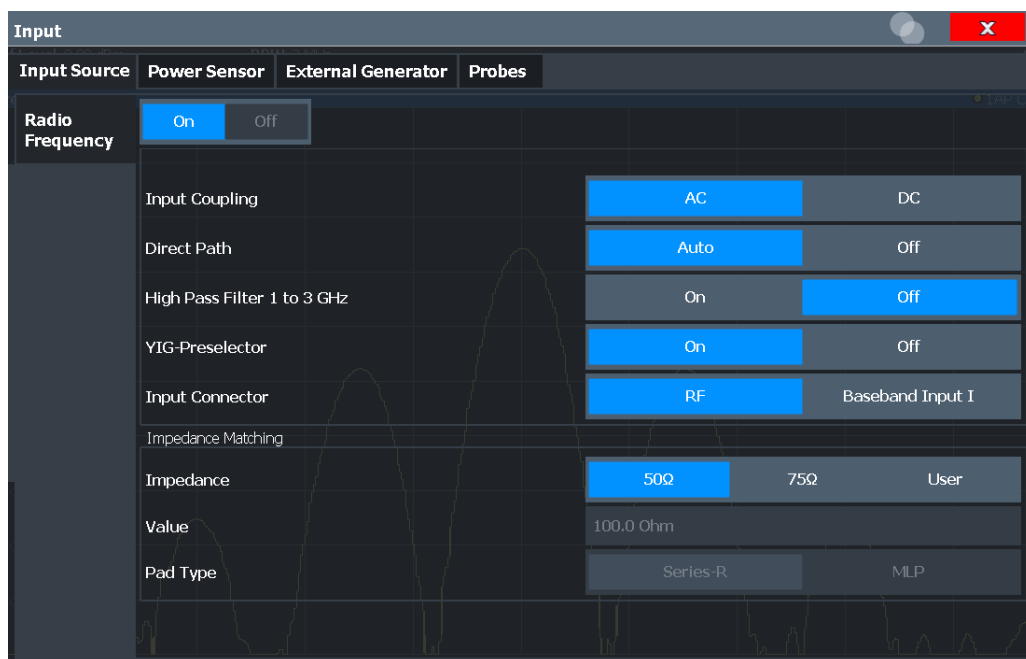 Input
X
Input Source Power Sensor External Generator Probes
Radio Frequency
On Off
Input Coupling AC DC
Direct Path Auto Off
High Pass Filter 1 to 3 GHz On Off
YIG-Preselector On Off
Input Connector RF Baseband Input I
Impedance Matching
Impedance 50Ω 75Ω User
Value 100.0 Ohm
Pad Type Series-R MLP